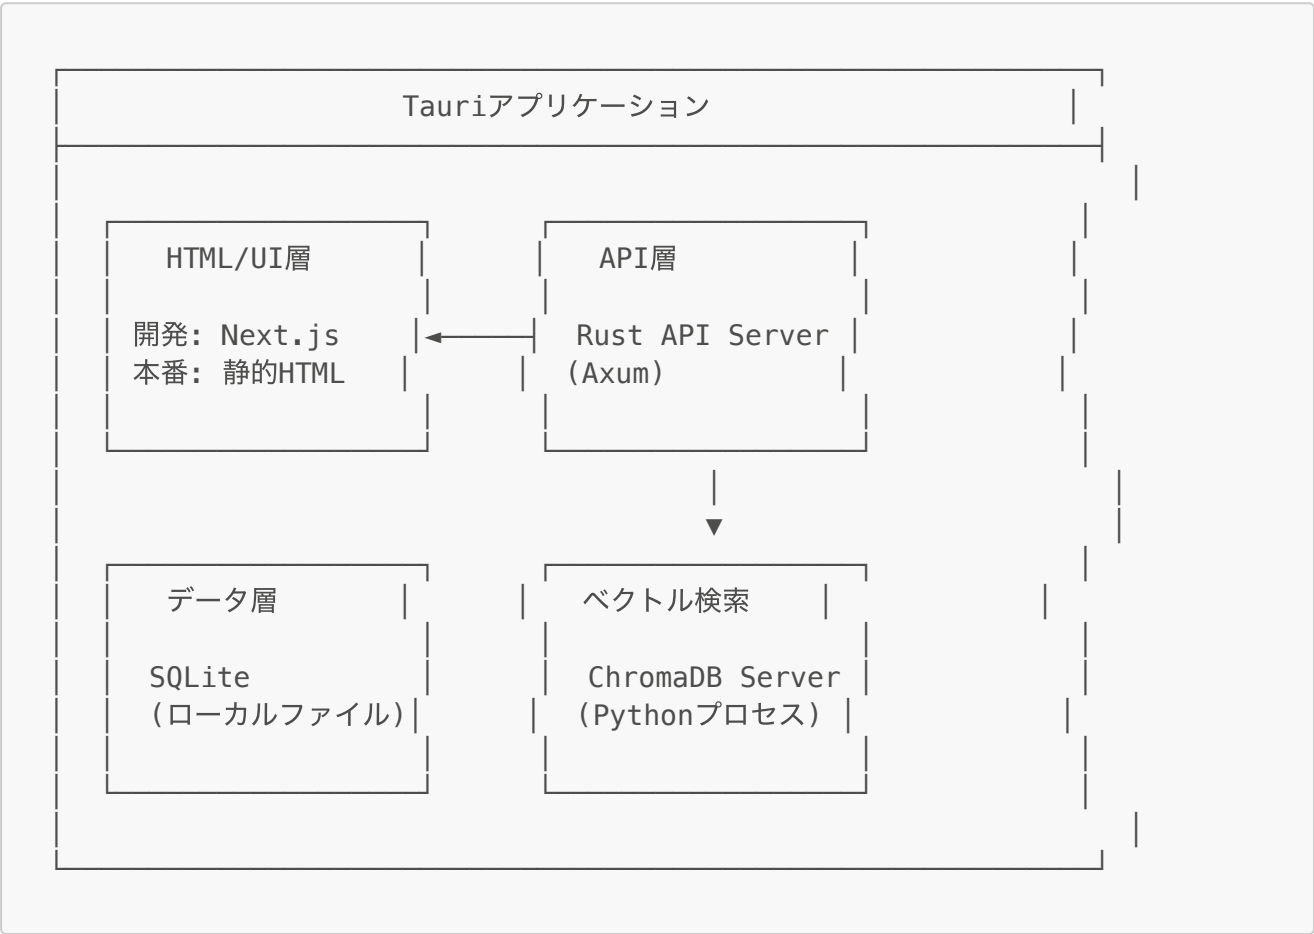 Tauriアプリケーション
HTML/UI層 API層
開発: Next.js Rust API Server
本番: 静的HTML (Axum)
データ層 ベクトル検索
SQLite ChromaDB Server
(ローカルファイル) (Pythonプロセス)